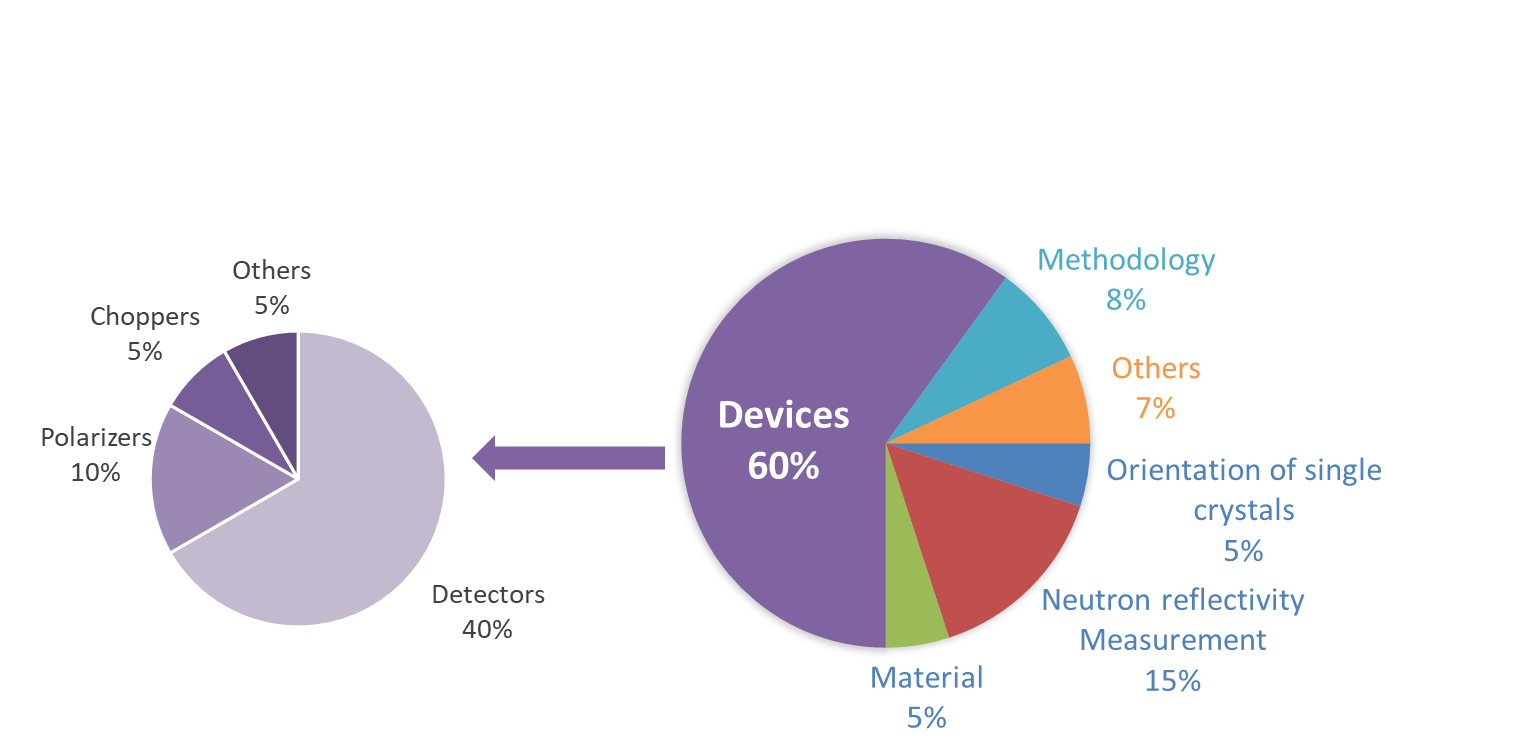 Others
5%
Choppers
5%
Polarizers
10%
Detectors
40%
Devices
60%
Methodology
8%
Others
7%
Orientation of single
crystals
5%
Neutron reflectivity
Measurement
15%
Material
5%